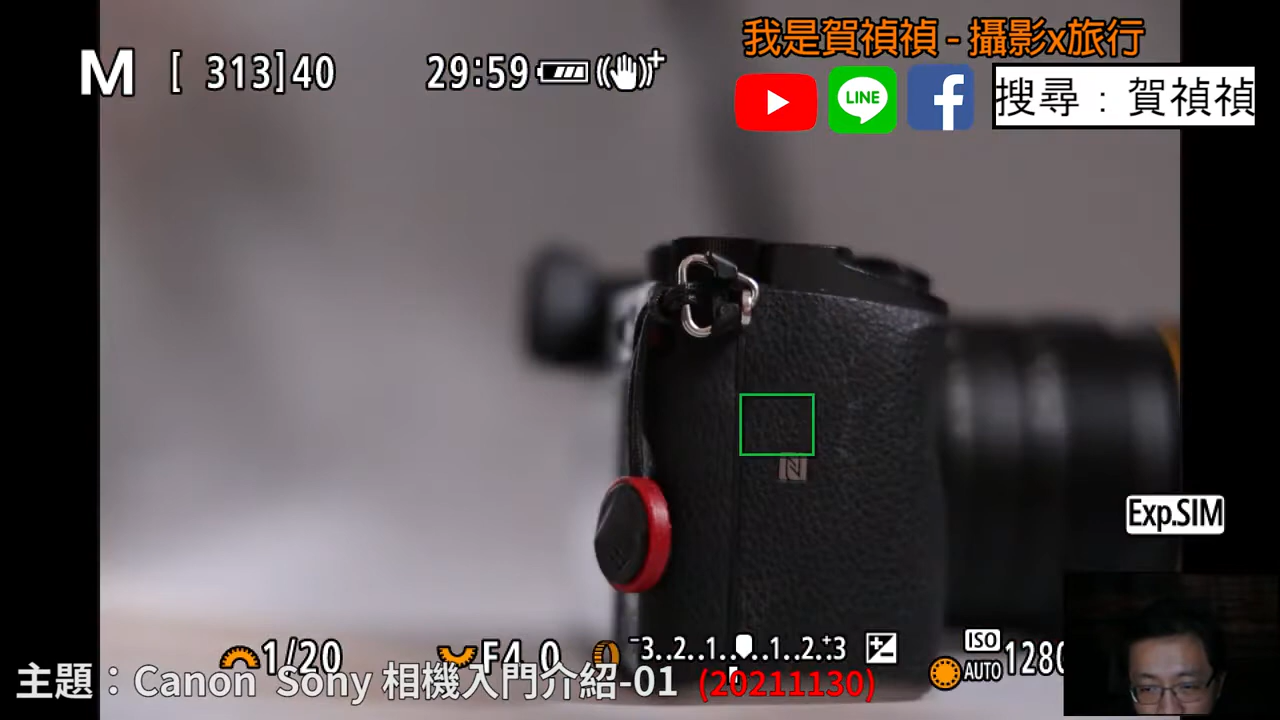 我是賀禎禎 - 攝影x旅行
M [ 313]40 29:59
LINE
搜尋：賀禎禎
Exp.SIM
1/20 F4.0 -3..2..1..0..1..2..+3 ISO AUTO
主題：Canon Sony 相機入門介紹-01 (20211130)